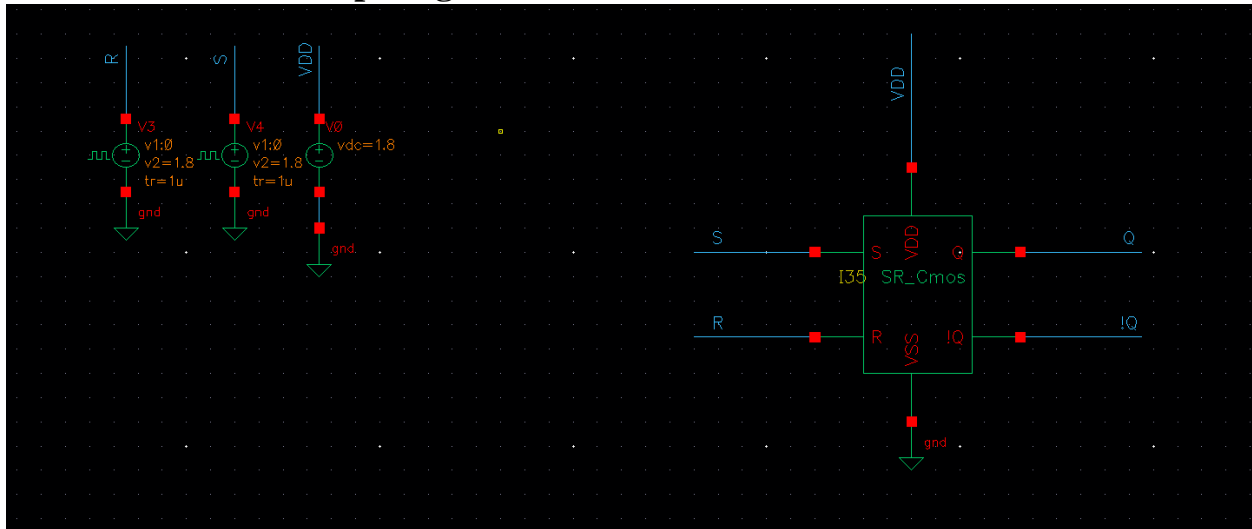 R
S
VDD
V3
v1:0
v2=1.8
tr=1u
gnd
V4
v1:0
v2=1.8
tr=1u
gnd
V0
vdc=1.8
gnd
VDD
S
R
S
VDD
Q
I35
SR_Cmos
R
VSS
!Q
Q
!Q
gnd